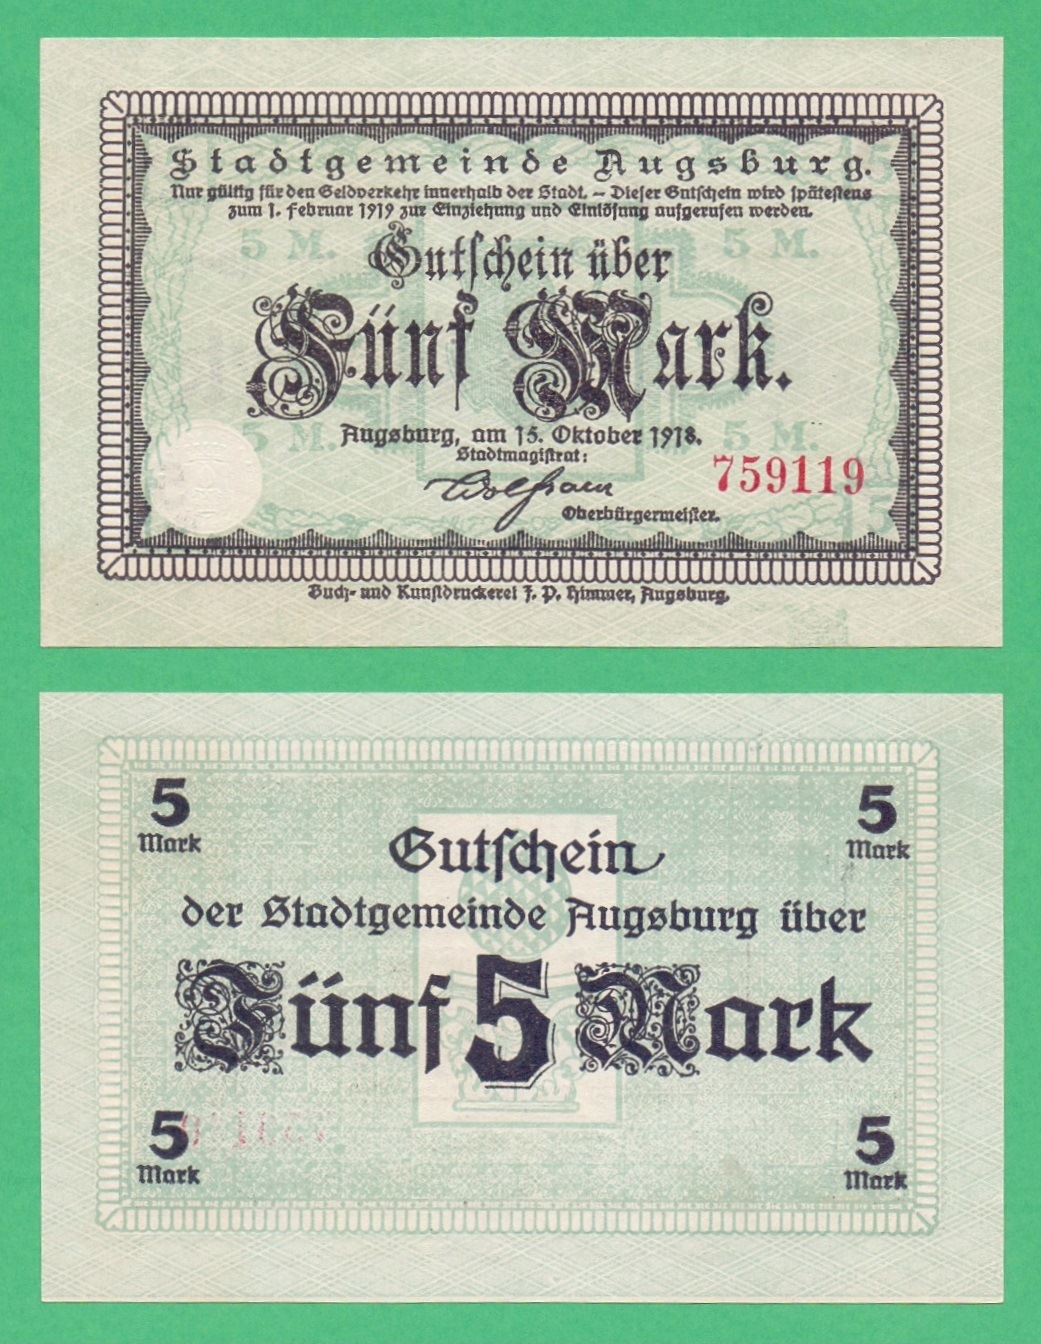 Stadtgemeinde Augsburg.
Nur gültig für den Geldverkehr innerhalb der Stadt. – Dieser Gutschein wird spätestens
zum 1. Februar 1919 zur Einziehung und Einlösung aufgerufen werden.
5 M. 5 M.
Gutschein über
Fünf Mark.
5 M. 5 M.
Augsburg, am 15. Oktober 1918.
Stadtmagistrat:
Wolfram
759119
Oberbürgermeister.
Buch- und Kunstdruckerei J. P. Himmer, Augsburg.
5 5
Mark Mark
Gutschein
der Stadtgemeinde Augsburg über
Fünf 5 Mark
5 5
Mark Mark